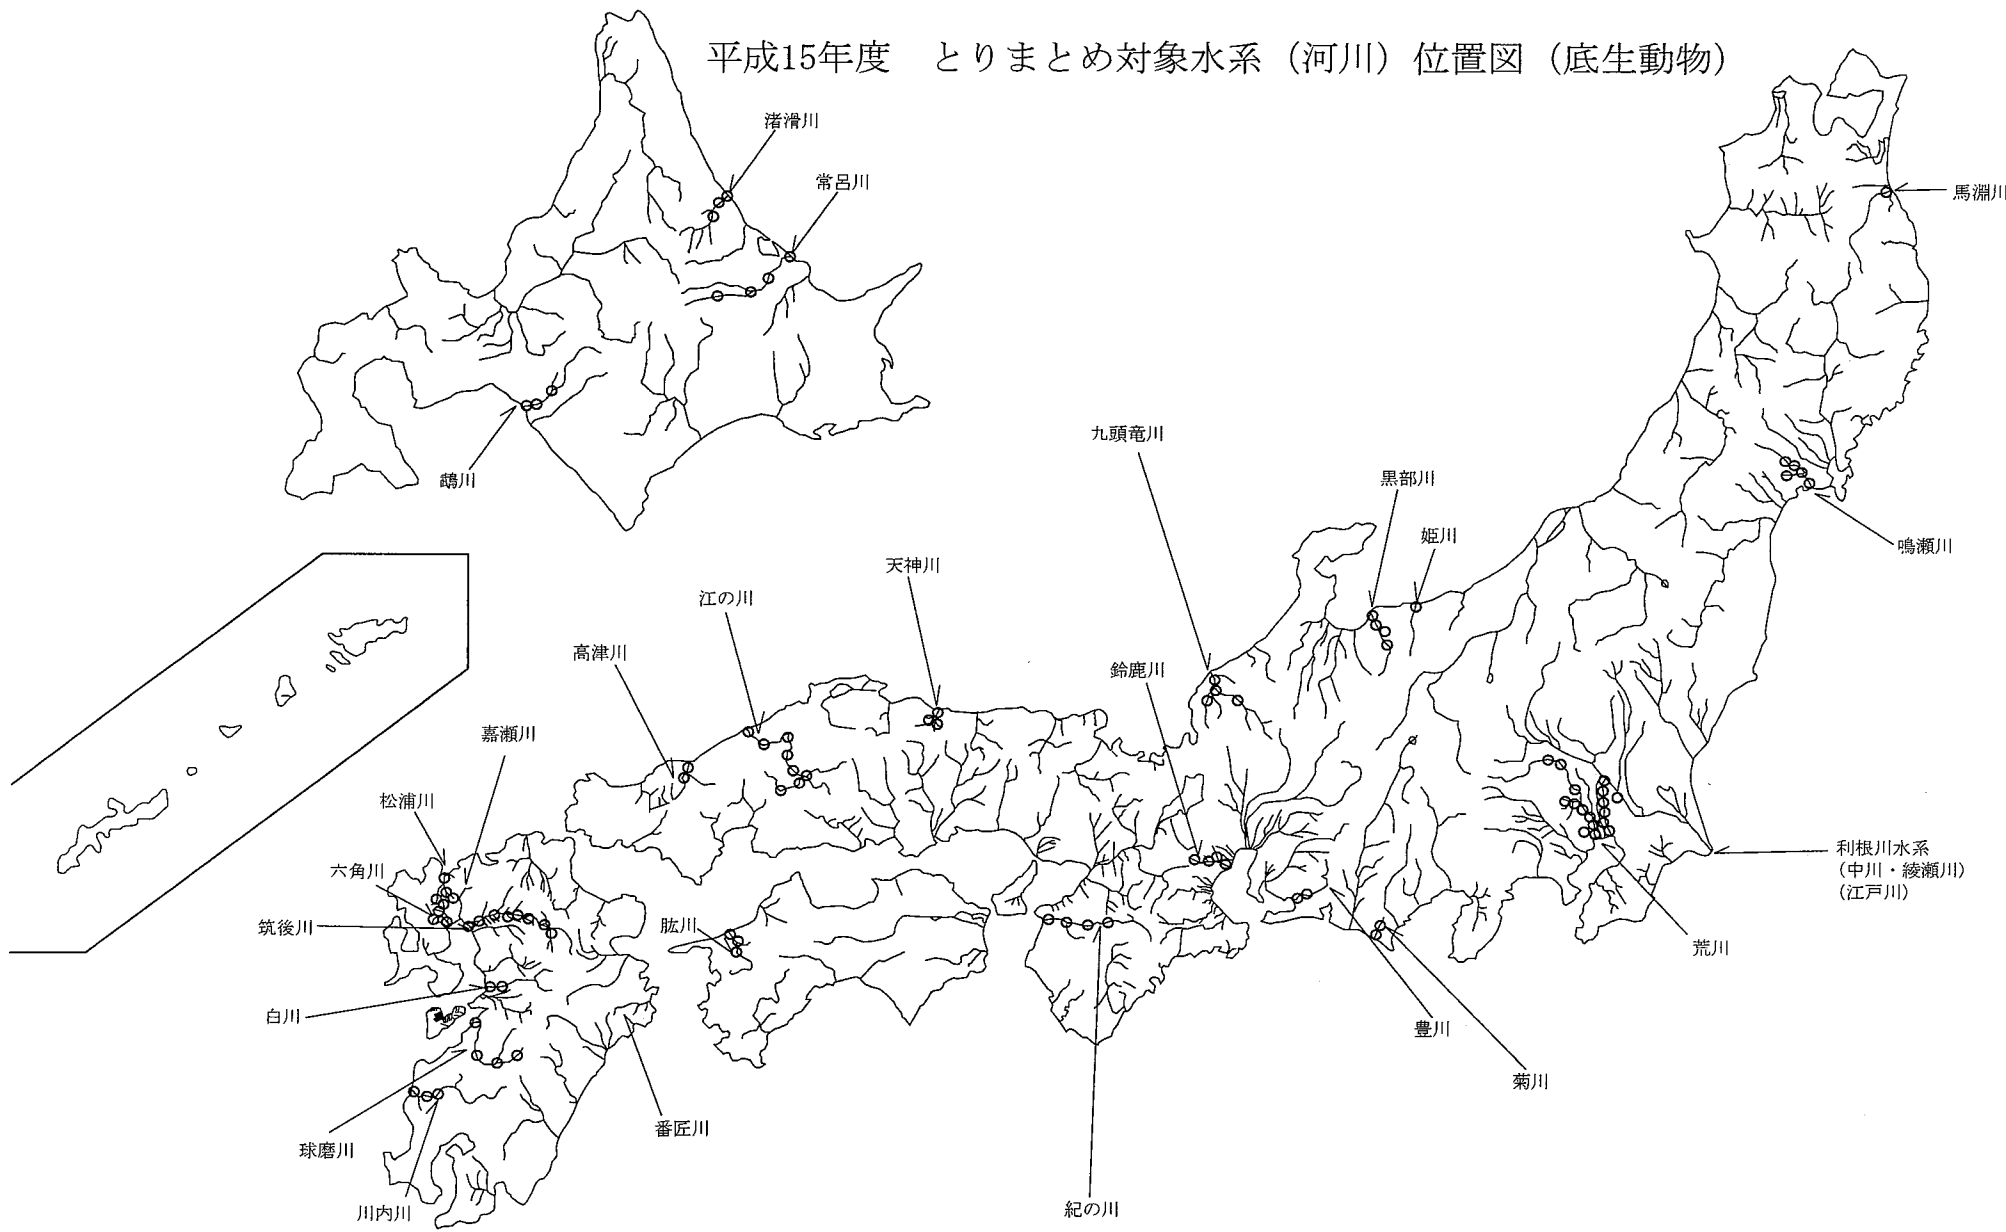 平成15年度　とりまとめ対象水系（河川）位置図（底生動物）
渚滑川
常呂川
馬淵川
鵡川
九頭竜川
黒部川
姫川
鳴瀬川
天神川
江の川
高津川
鈴鹿川
嘉瀬川
松浦川
六角川
筑後川
肱川
利根川水系
（中川・綾瀬川）
（江戸川）
荒川
白川
豊川
菊川
番匠川
球磨川
紀の川
川内川